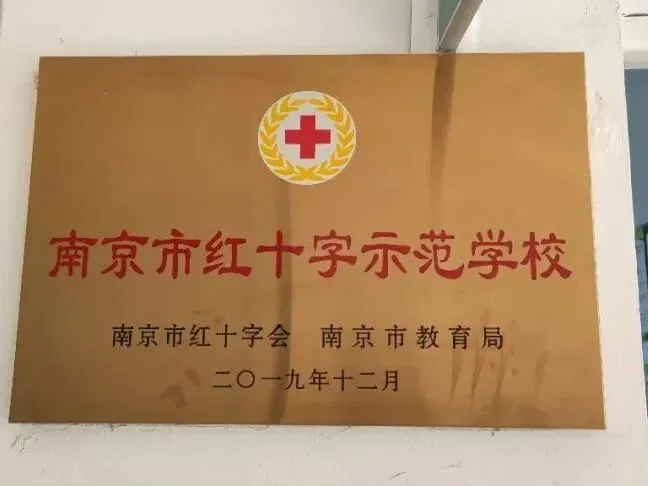 南京市红十字示范学校
南京市红十字会 南京市教育局
二〇一九年十二月